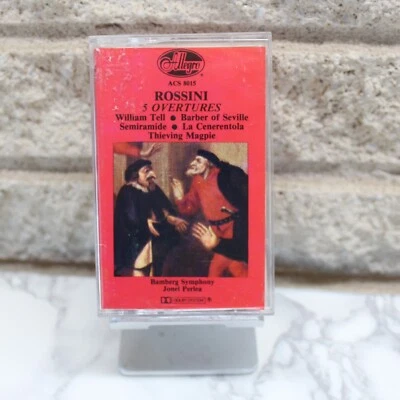 Allegro
ACS 8015
ROSSINI
5 OVERTURES
William Tell ● Barber of Seville
Semiramide ● La Cenerentola
Thieving Magpie
Bamberg Symphony
Jonel Perlea